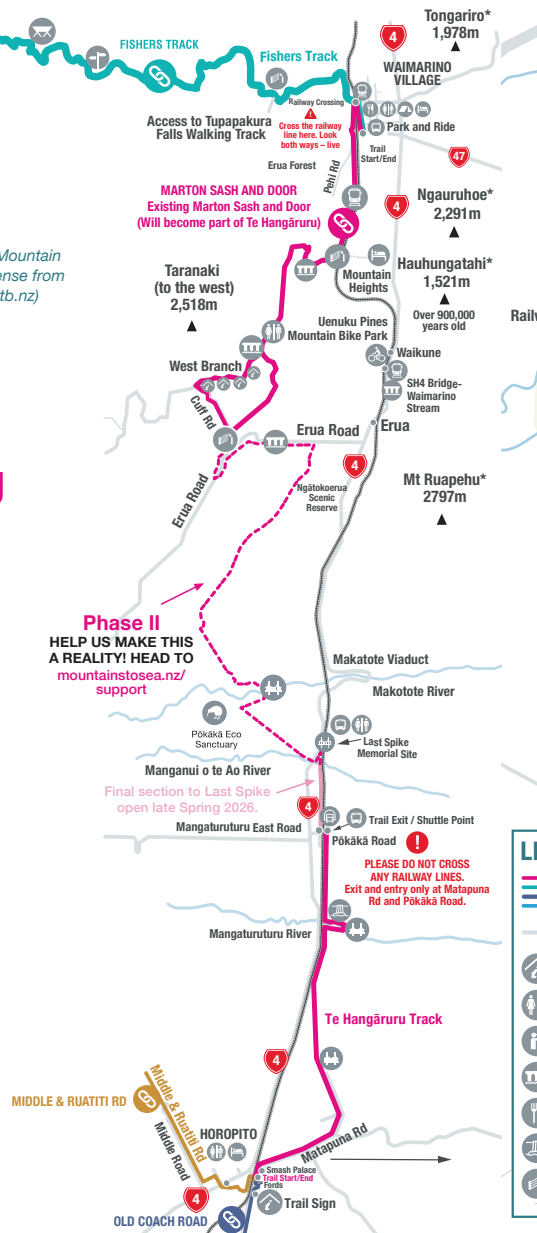 Tongariro*
1,978m
4
FISHERS TRACK
Fishers Track
WAIMARINO
VILLAGE
Railway Crossing
Access to Tupapakura
Falls Walking Track
Cross the railway
line here. Look
both ways – live
Park and Ride
Trail
Start/End
47
Erua Forest
Pehi Rd
MARTON SASH AND DOOR
Existing Marton Sash and Door
(Will become part of Te Hangāruru)
Ngauruhoe*
2,291m
4
Mountain
ense from
tb.nz)
Taranaki
(to the west)
2,518m
Mountain
Heights
Hauhungatahi*
1,521m
Over 900,000
years old
Railw
Uenuku Pines
Mountain Bike Park
Waikune
West Branch
SH4 Bridge-
Waimarino
Stream
Cuff Rd
Erua Road
Erua
4
Erua Road
Ngātokoerua
Scenic
Reserve
Mt Ruapehu*
2797m
g
Phase II
HELP US MAKE THIS
A REALITY! HEAD TO
mountainstosea.nz/
support
Makatote Viaduct
Makotote River
Pōkākā Eco
Sanctuary
Last Spike
Memorial Site
Manganui o te Ao River
Final section to Last Spike
open late Spring 2026.
4
Trail Exit / Shuttle Point
Mangaturuturu East Road
Pōkākā Road
!
PLEASE DO NOT CROSS
ANY RAILWAY LINES.
Exit and entry only at Matapuna
Rd and Pōkākā Road.
LE
Mangaturuturu River
Te Hangāruru Track
4
MIDDLE & RUATITI RD
Middle & Ruatiti Rd
Middle Road
HOROPITO
Matapuna Rd
Smash Palace
Trail Start/End
Fords
4
Trail Sign
OLD COACH ROAD